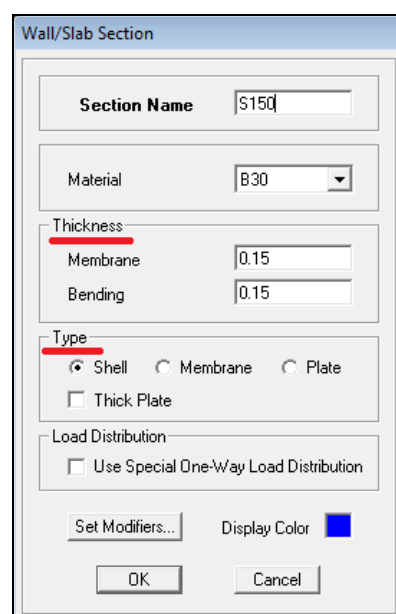 Wall/Slab Section
Section Name S150
Material B30
Thickness
Membrane 0.15
Bending 0.15
Type
Shell Membrane Plate
Thick Plate
Load Distribution
Use Special One-Way Load Distribution
Set Modifiers... Display Color
OK Cancel